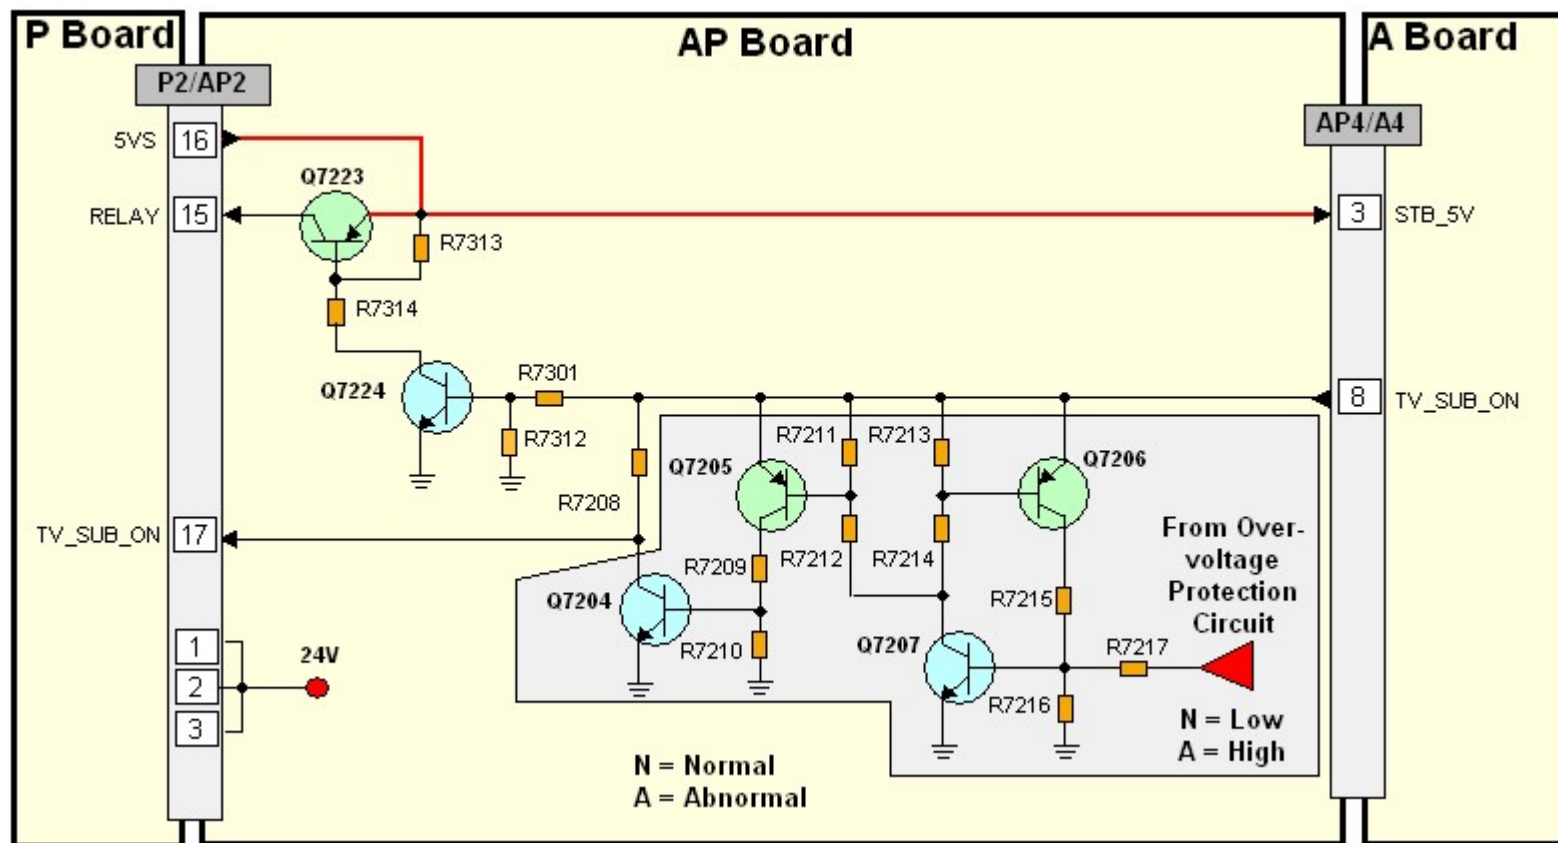 P Board
AP Board
A Board
P2/AP2
AP4/A4
5VS
16
Q7223
RELAY
15
R7313
3
STB_5V
R7314
Q7224
R7301
8
TV_SUB_ON
R7312
R7211
R7213
Q7205
Q7206
R7208
TV_SUB_ON
17
R7212
R7214
From Over-
voltage
Protection
Circuit
R7209
Q7204
R7215
R7210
Q7207
R7217
1
24V
2
3
R7216
N = Low
A = High
N = Normal
A = Abnormal